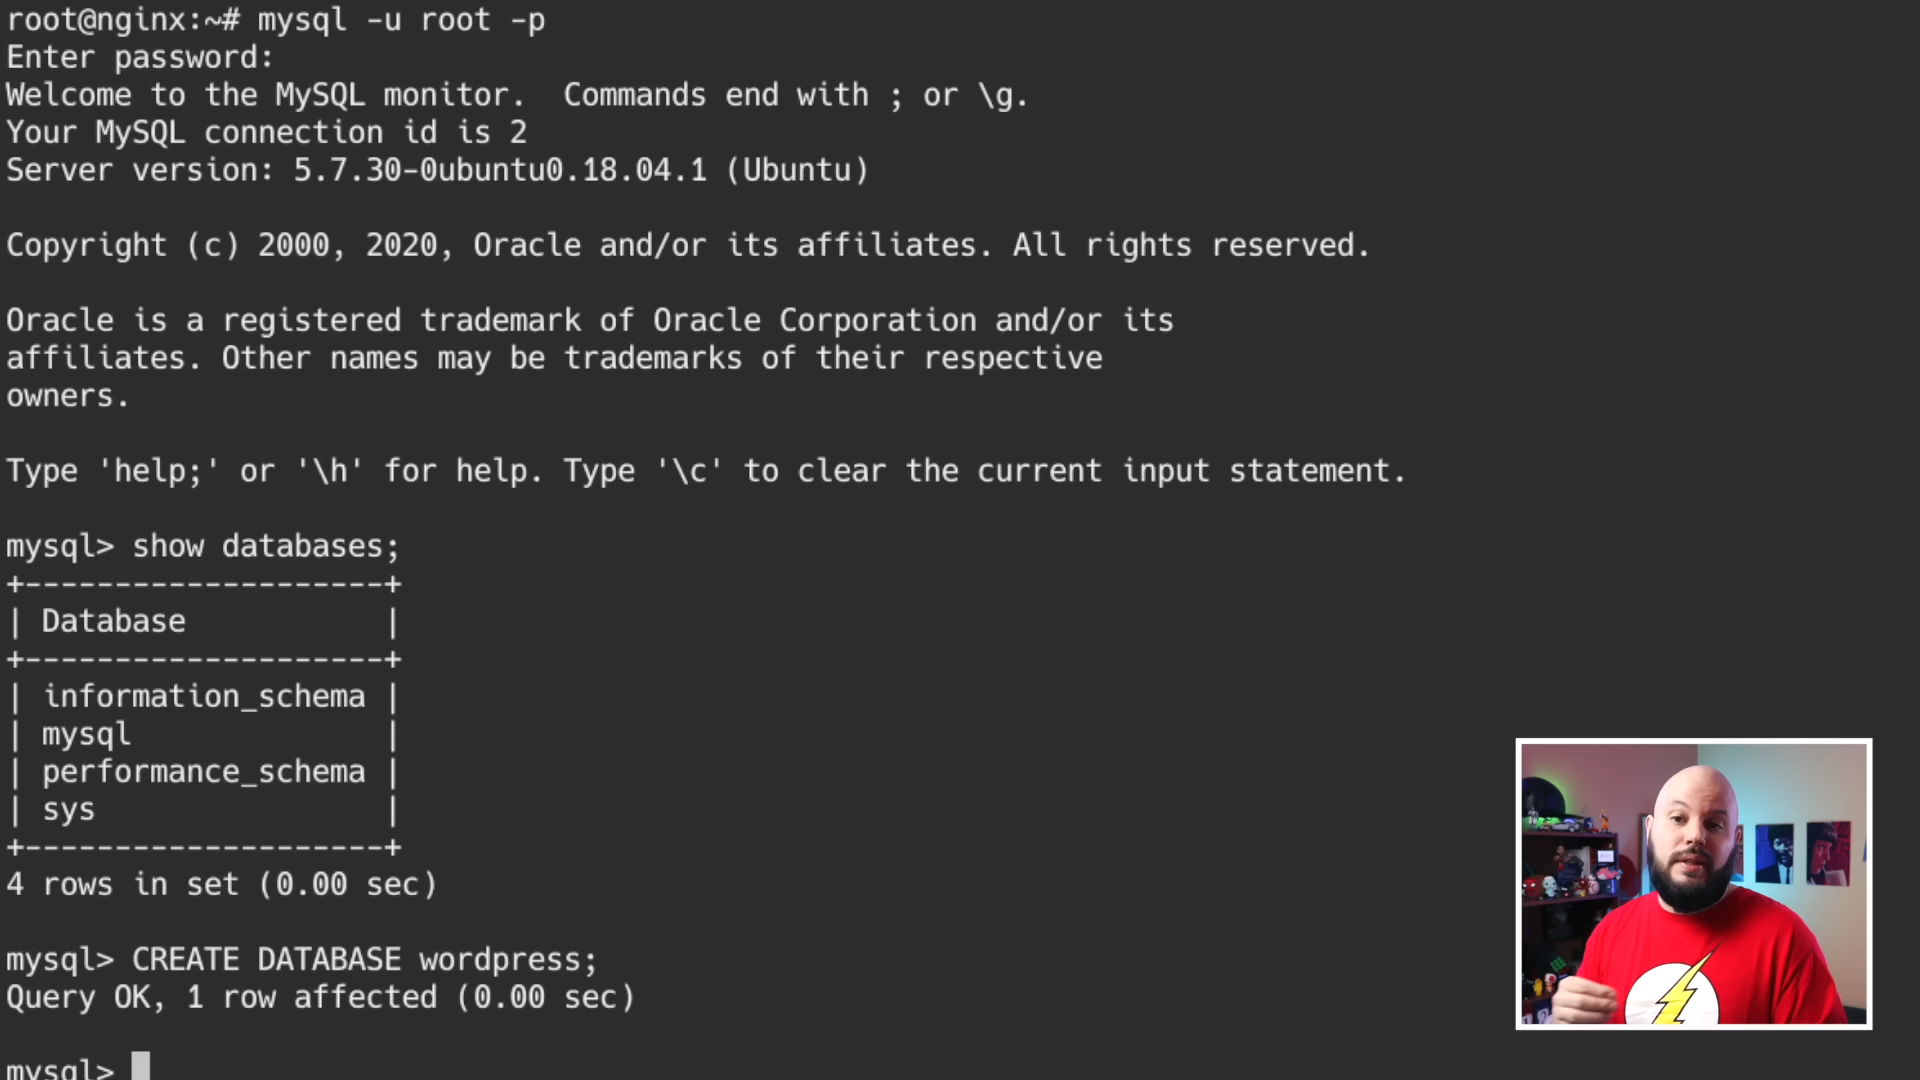 root@nginx:~# mysql -u root -p
Enter password:
Welcome to the MySQL monitor.  Commands end with ; or \g.
Your MySQL connection id is 2
Server version: 5.7.30-0ubuntu0.18.04.1 (Ubuntu)
Copyright (c) 2000, 2020, Oracle and/or its affiliates. All rights reserved.
Oracle is a registered trademark of Oracle Corporation and/or its
affiliates. Other names may be trademarks of their respective
owners.
Type 'help;' or '\h' for help. Type '\c' to clear the current input statement.
mysql> show databases;
+--------------------+
| Database           |
+--------------------+
| information_schema |
| mysql              |
| performance_schema |
| sys                |
+--------------------+
4 rows in set (0.00 sec)
mysql> CREATE DATABASE wordpress;
Query OK, 1 row affected (0.00 sec)
mysql>